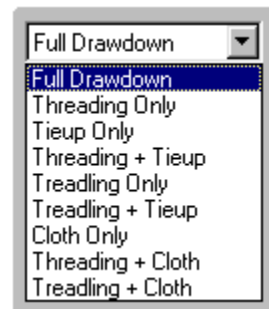 Full Drawdown
Full Drawdown
Threading Only
Tieup Only
Threading + Tieup
Treadling Only
Treadling + Tieup
Cloth Only
Threading + Cloth
Treadling + Cloth